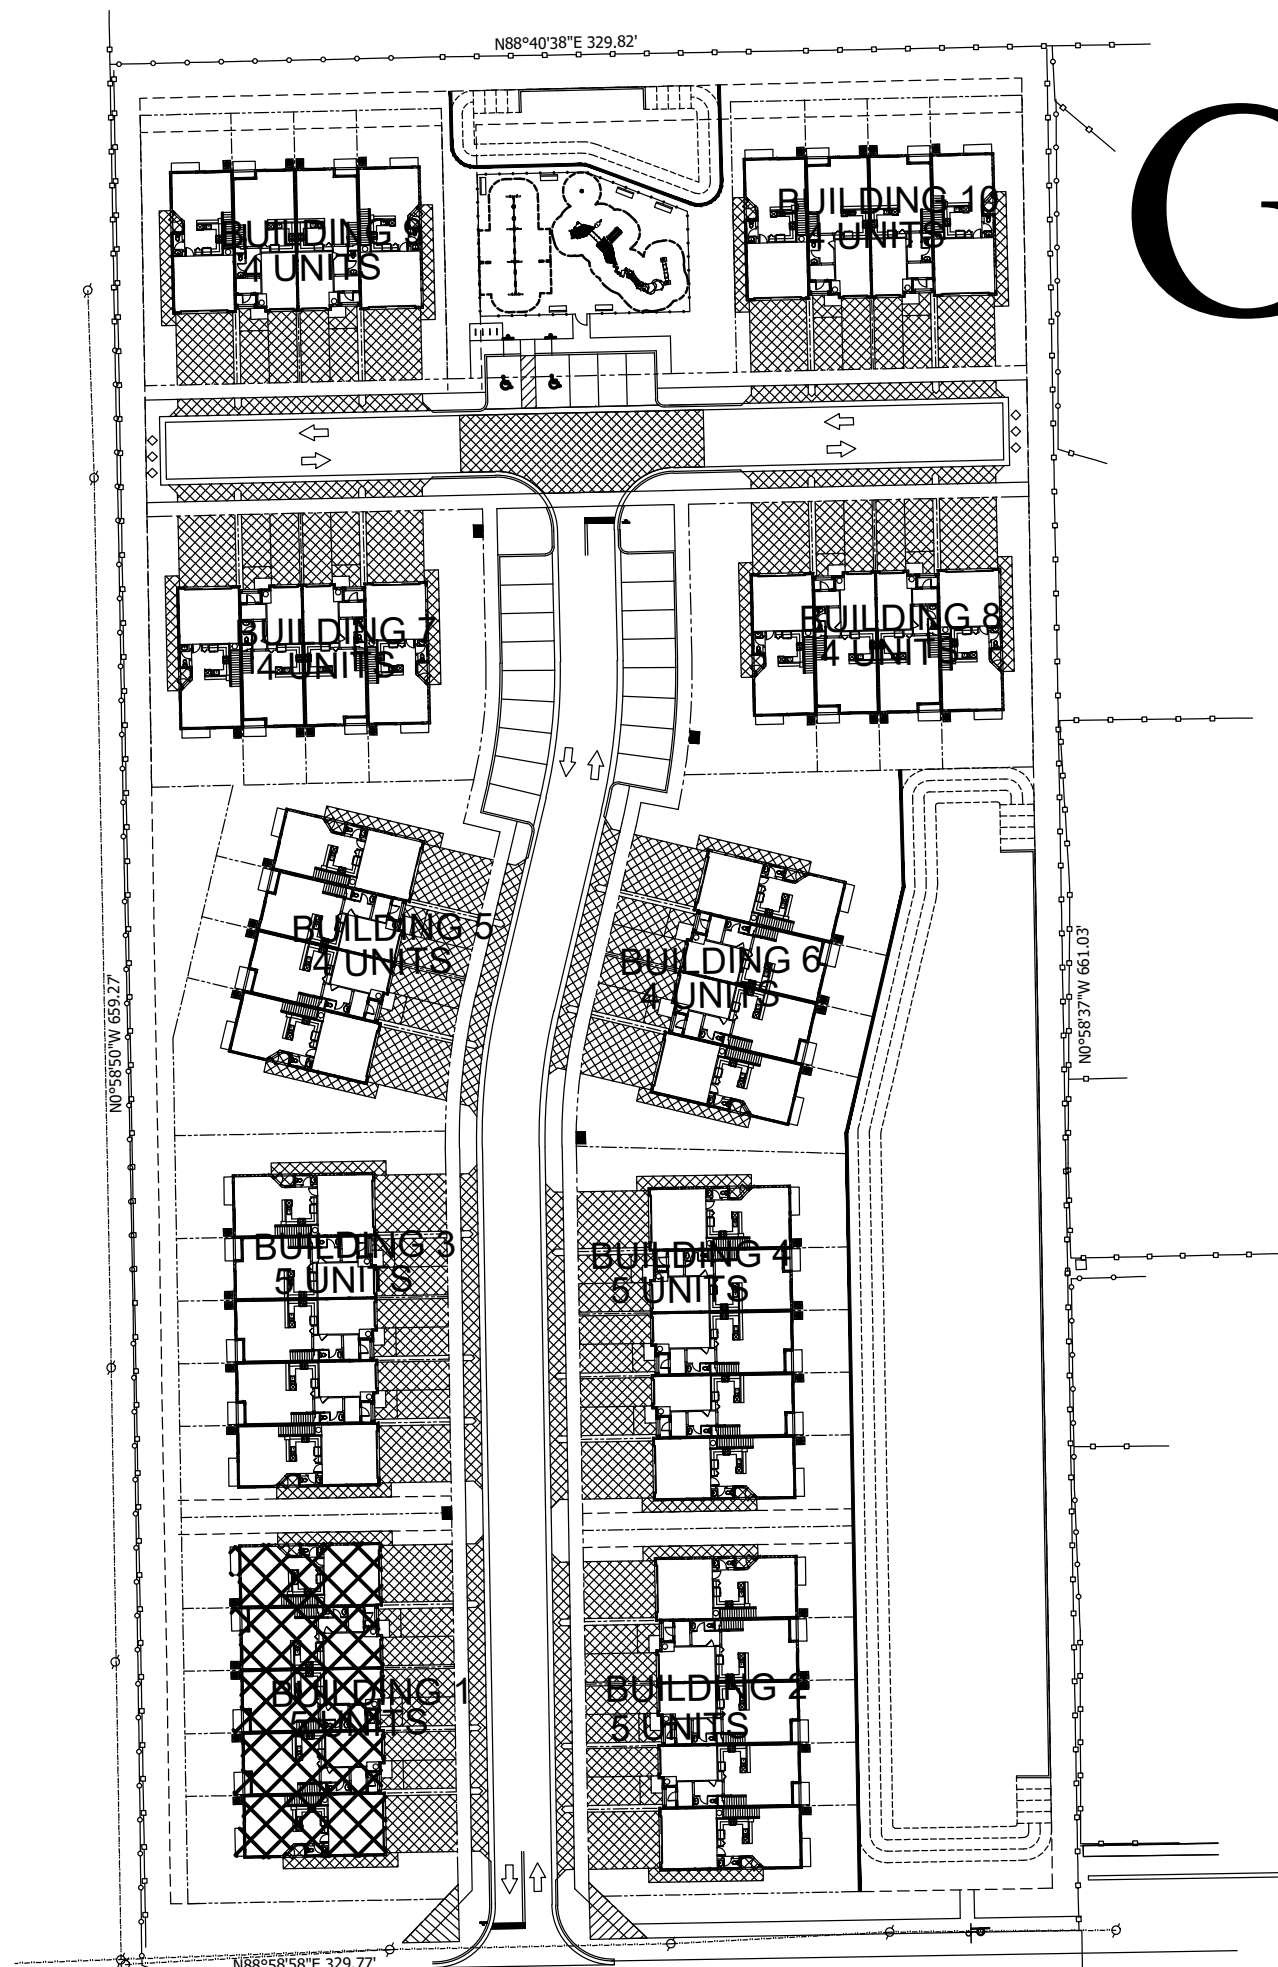 N88°40'38"E 329.82'
G
BUILDING 10
4 UNITS
BUILDING 9
4 UNITS
BUILDING 7
4 UNITS
BUILDING 8
4 UNITS
BUILDING 5
4 UNITS
BUILDING 6
4 UNITS
N0°58'50"W 659.27'
N0°58'37"W 661.03'
BUILDING 3
5 UNITS
BUILDING 4
5 UNITS
BUILDING 1
5 UNITS
BUILDING 2
5 UNITS
N88°58'58"E 329.77'